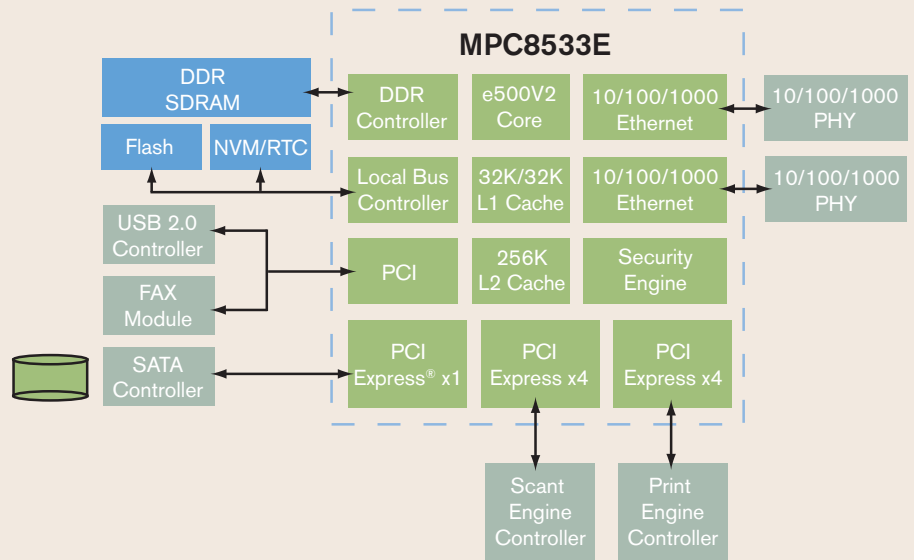 MPC8533E
DDR
SDRAM
DDR
Controller
e500V2
Core
10/100/1000
Ethernet
10/100/1000
PHY
Flash
NVM/RTC
Local Bus
Controller
32K/32K
L1 Cache
10/100/1000
Ethernet
10/100/1000
PHY
USB 2.0
Controller
PCI
256K
L2 Cache
Security
Engine
FAX
Module
SATA
Controller
PCI
Express® x1
PCI
Express x4
PCI
Express x4
Scant
Engine
Controller
Print
Engine
Controller